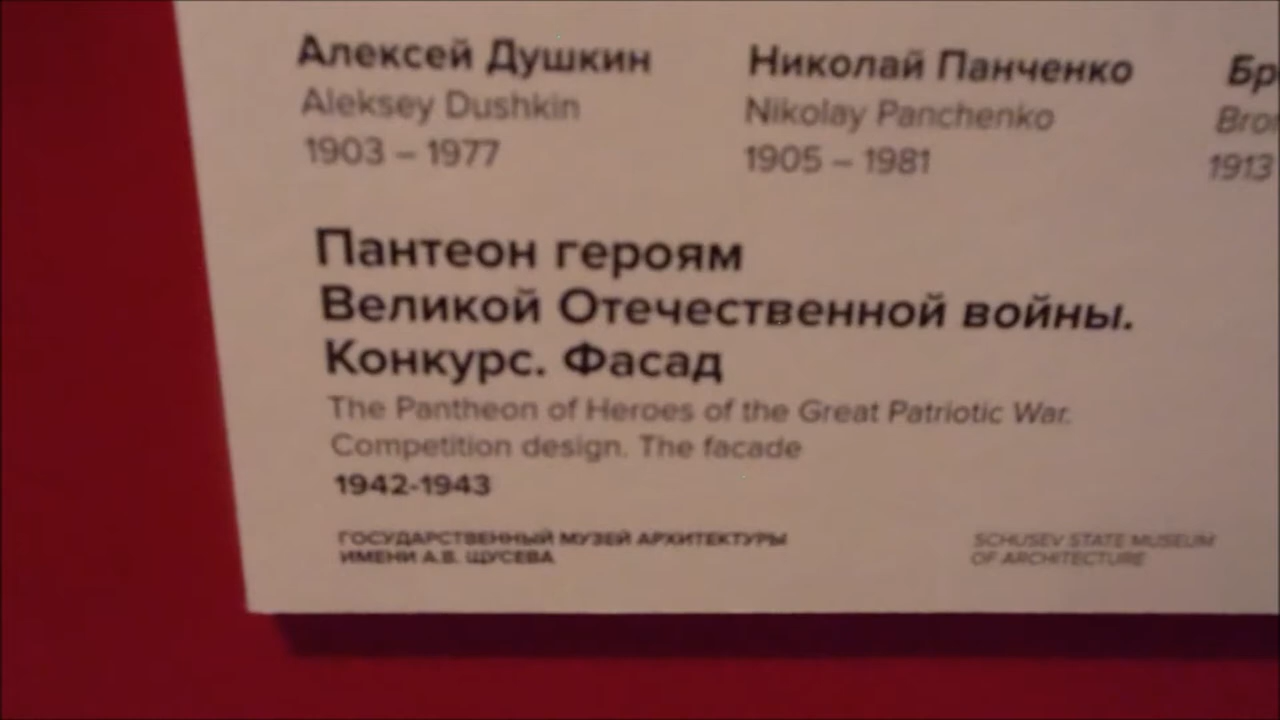 Алексей Душкин Николай Панченко
Aleksey Dushkin Nikolay Panchenko
1903 – 1977 1905 – 1981 1913
Пантеон героям
Великой Отечественной войны.
Конкурс. Фасад
The Pantheon of Heroes of the Great Patriotic War.
Competition design. The facade
1942-1943
ГОСУДАРСТВЕННЫЙ МУЗЕЙ АРХИТЕКТУРЫ SCHUSEV STATE MUSEUM
ИМЕНИ А.В. ЩУСЕВА OF ARCHITECTURE